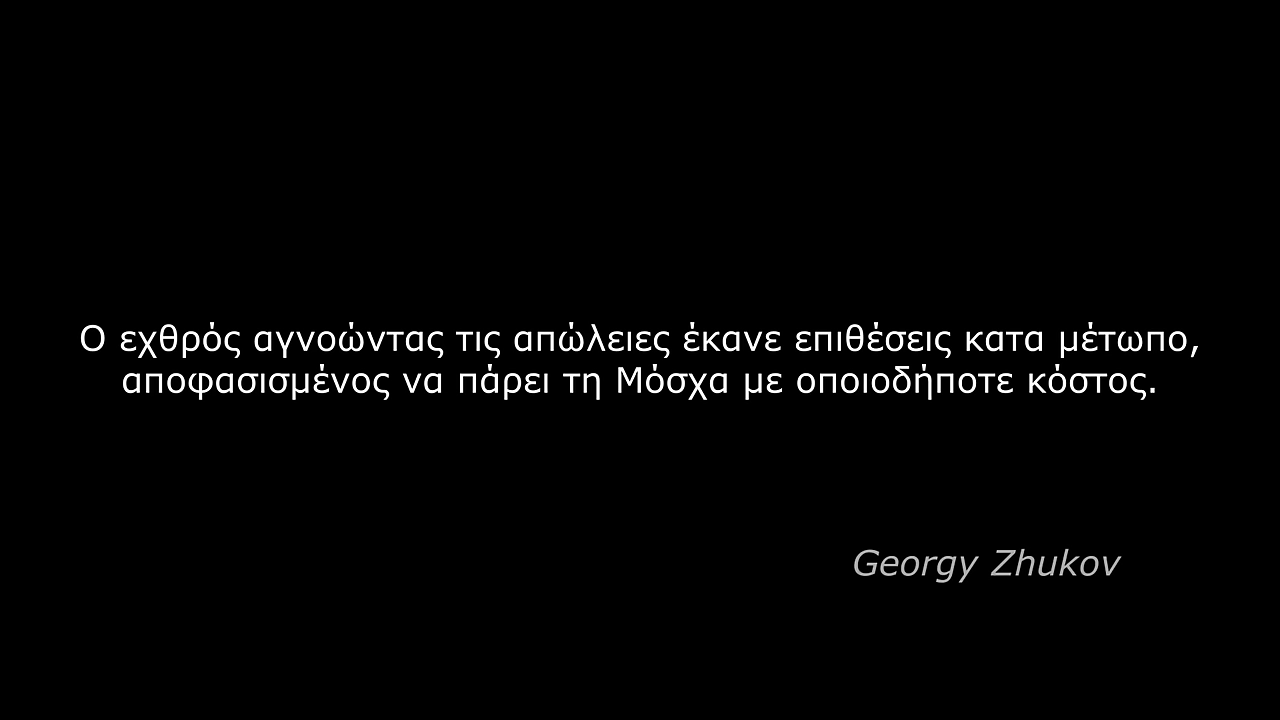 Ο εχθρός αγνοώντας τις απώλειες έκανε επιθέσεις κατα μέτωπο,
αποφασισμένος να πάρει τη Μόσχα με οποιοδήποτε κόστος.
Georgy Zhukov